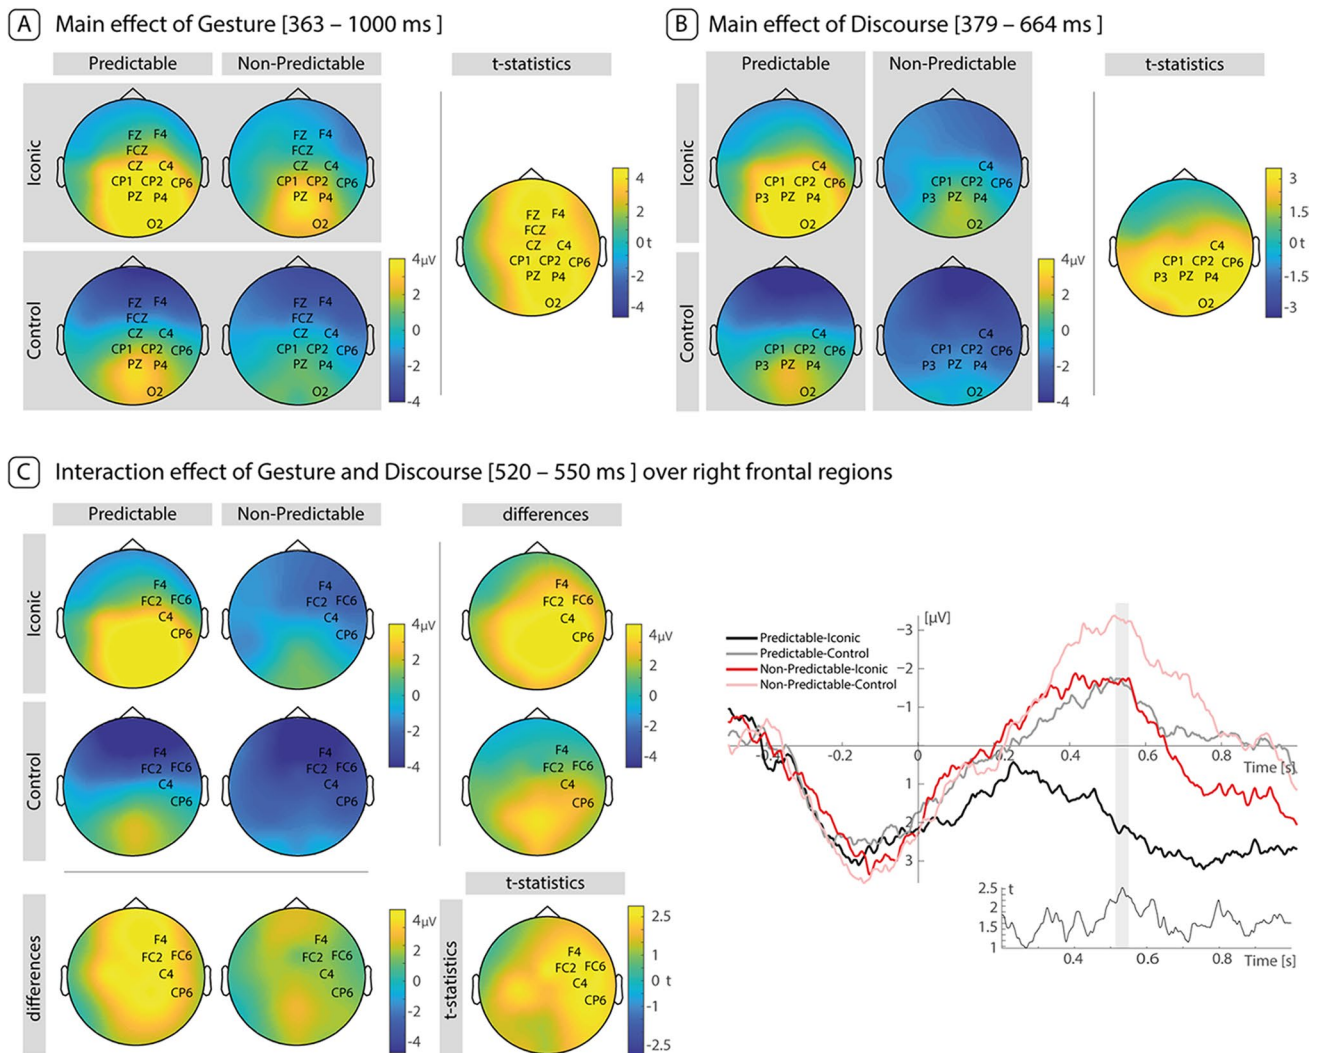 A Main effect of Gesture [363 – 1000 ms ]
Predictable Non-Predictable t-statistics
Iconic
FZ F4
FCZ
CZ C4
CP1 CP2 CP6
PZ P4
O2
FZ F4
FCZ
CZ C4
CP1 CP2 CP6
PZ P4
O2
Control
FZ F4
FCZ
CZ C4
CP1 CP2 CP6
PZ P4
O2
FZ F4
FCZ
CZ C4
CP1 CP2 CP6
PZ P4
O2
4 μV
2
0
-2
-4
FZ F4
FCZ
CZ C4
CP1 CP2 CP6
PZ P4
O2
4
2
0 t
-2
-4
B Main effect of Discourse [379 – 664 ms ]
Predictable Non-Predictable t-statistics
Iconic
C4
CP1 CP2 CP6
P3 PZ P4
O2
C4
CP1 CP2 CP6
P3 PZ P4
O2
Control
C4
CP1 CP2 CP6
P3 PZ P4
O2
C4
CP1 CP2 CP6
P3 PZ P4
O2
4 μV
2
0
-2
-4
C4
CP1 CP2 CP6
P3 PZ P4
O2
3
1.5
0 t
-1.5
-3
C Interaction effect of Gesture and Discourse [520 – 550 ms ] over right frontal regions
Predictable Non-Predictable differences
Iconic
F4
FC2 FC6
C4
CP6
F4
FC2 FC6
C4
CP6
4 μV
2
0
-2
-4
F4
FC2 FC6
C4
CP6
4 μV
2
0
-2
-4
Control
F4
FC2 FC6
C4
CP6
F4
FC2 FC6
C4
CP6
F4
FC2 FC6
C4
CP6
differences
F4
FC2 FC6
C4
CP6
F4
FC2 FC6
C4
CP6
4 μV
2
0
-2
-4
t-statistics
t-statistics
F4
FC2 FC6
C4
CP6
2.5
1
0 t
-1
-2.5
Predictable-Iconic
Predictable-Control
Non-Predictable-Iconic
Non-Predictable-Control
[μV]
−3
−2
−1
-0.2 0 0.2 0.4 0.6 0.8
Time [s]
1
2
3
2.5 t
2
1.5
1
0.4 0.6 0.8 Time [s]